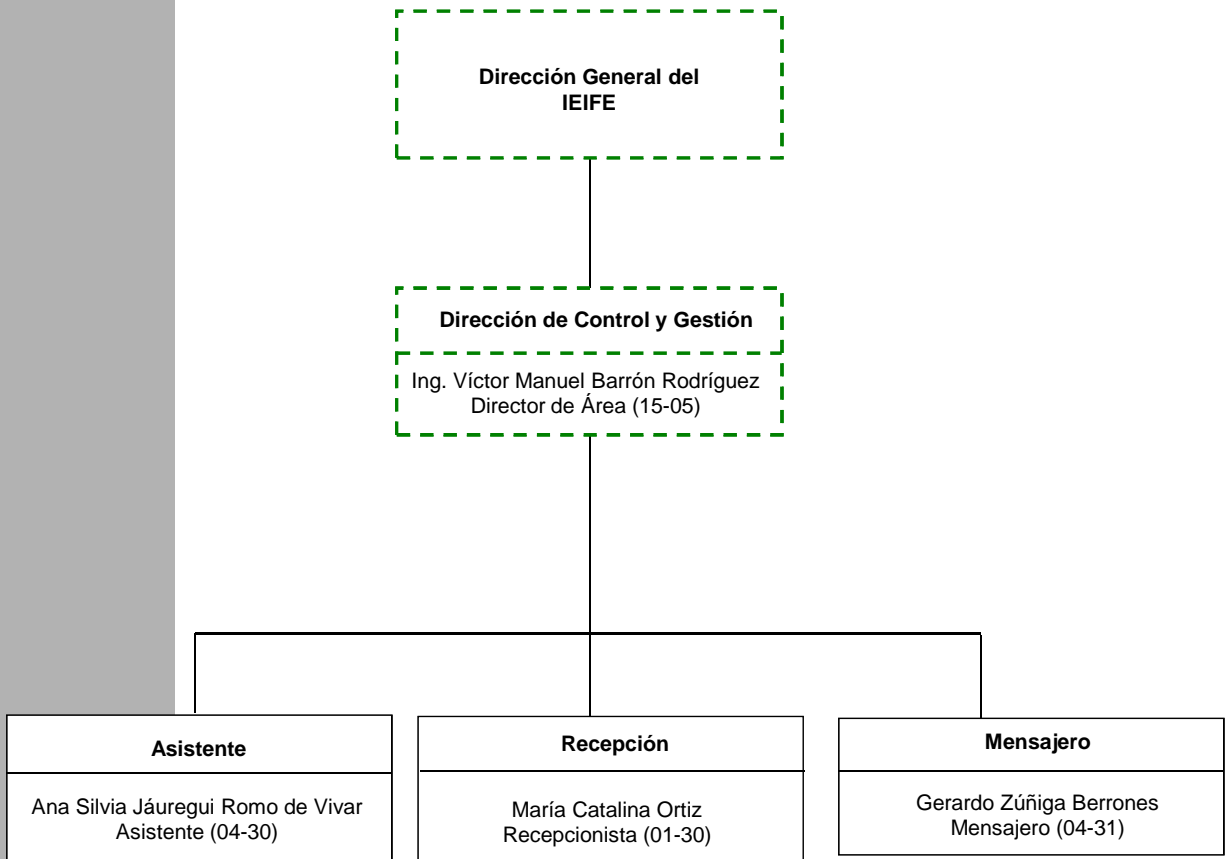 Dirección General del
IEIFE
Dirección de Control y Gestión
Ing. Víctor Manuel Barrón Rodríguez
Director de Área (15-05)
Asistente
Ana Silvia Jáuregui Romo de Vivar
Asistente (04-30)
Recepción
María Catalina Ortiz
Recepcionista (01-30)
Mensajero
Gerardo Zúñiga Berrones
Mensajero (04-31)